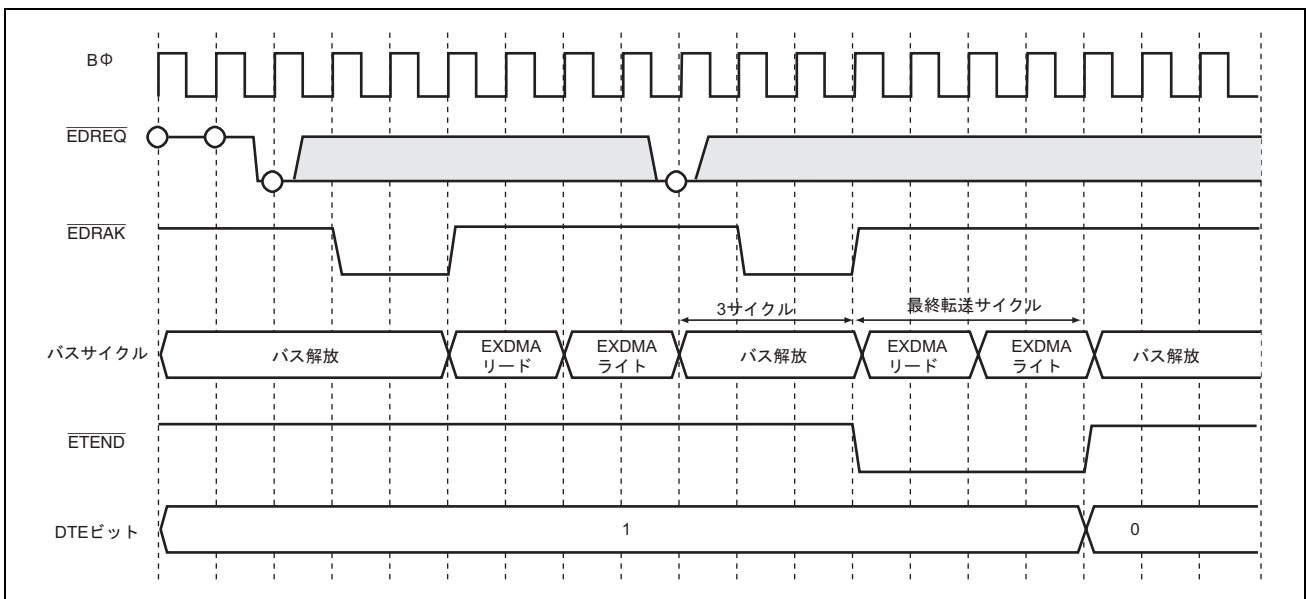 BΦ
EDREQ
EDRAK
3サイクル
最終転送サイクル
バスサイクル
バス解放
EXDMA
リード
EXDMA
ライト
バス解放
EXDMA
リード
EXDMA
ライト
バス解放
ETEND
DTEビット
1
0